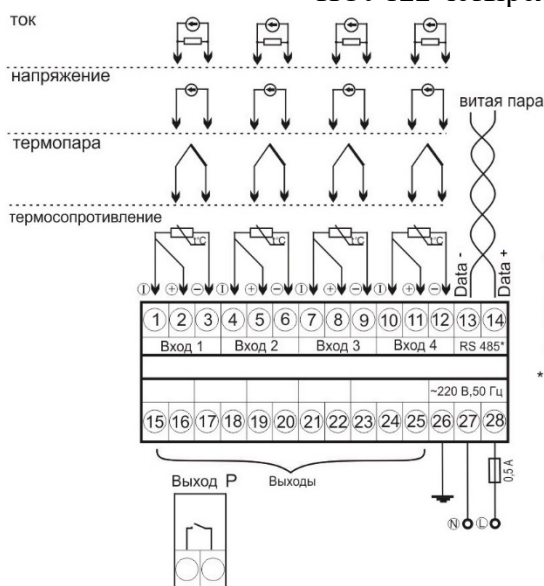 ток
напряжение
витая пара
термопара
термосопротивление
t°C t°C t°C t°C
Data - Data +
I + − I + − I + − I + −
1 2 3 4 5 6 7 8 9 10 11 12 13 14
Вход 1 Вход 2 Вход 3 Вход 4 RS 485*
*
~220 В,50 Гц
15 16 17 18 19 20 21 22 23 24 25 26 27 28
0,5 А
Выход Р Выходы
N L